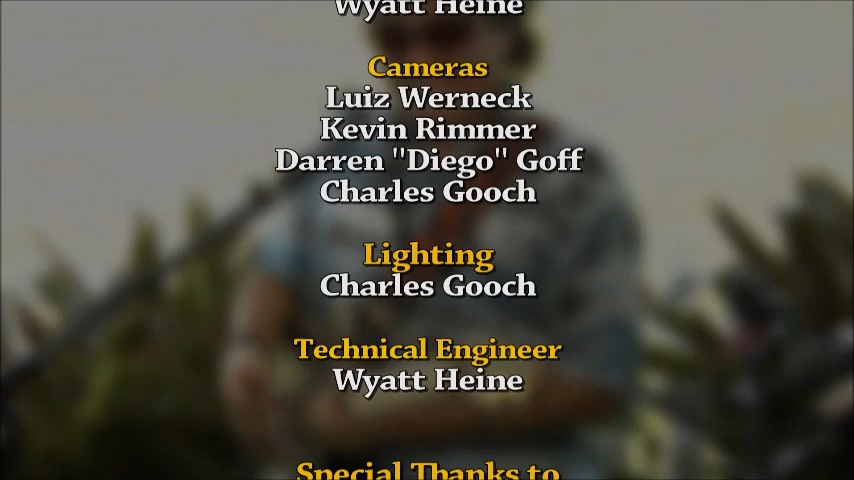 Wyatt Heine
Cameras
Luiz Werneck
Kevin Rimmer
Darren "Diego" Goff
Charles Gooch
Lighting
Charles Gooch
Technical Engineer
Wyatt Heine
Special Thanks to